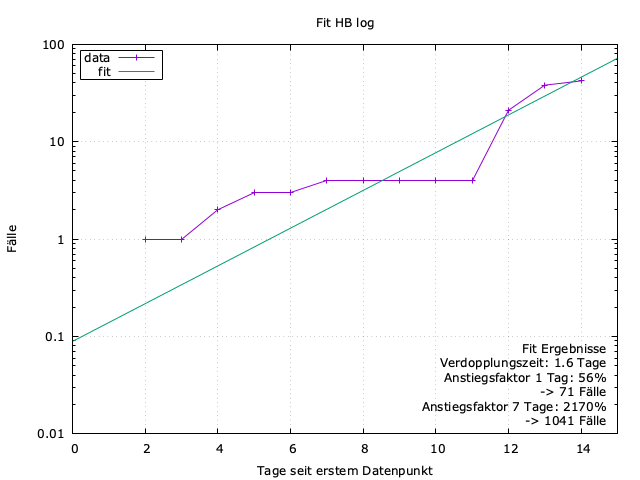 Fit HB log
100
10
1
0.1
0.01
Fälle
data
fit
Fit Ergebnisse
Verdopplungszeit: 1.6 Tage
Anstiegsfaktor 1 Tag: 56%
-> 71 Fälle
Anstiegsfaktor 7 Tage: 2170%
-> 1041 Fälle
0 2 4 6 8 10 12 14
Tage seit erstem Datenpunkt